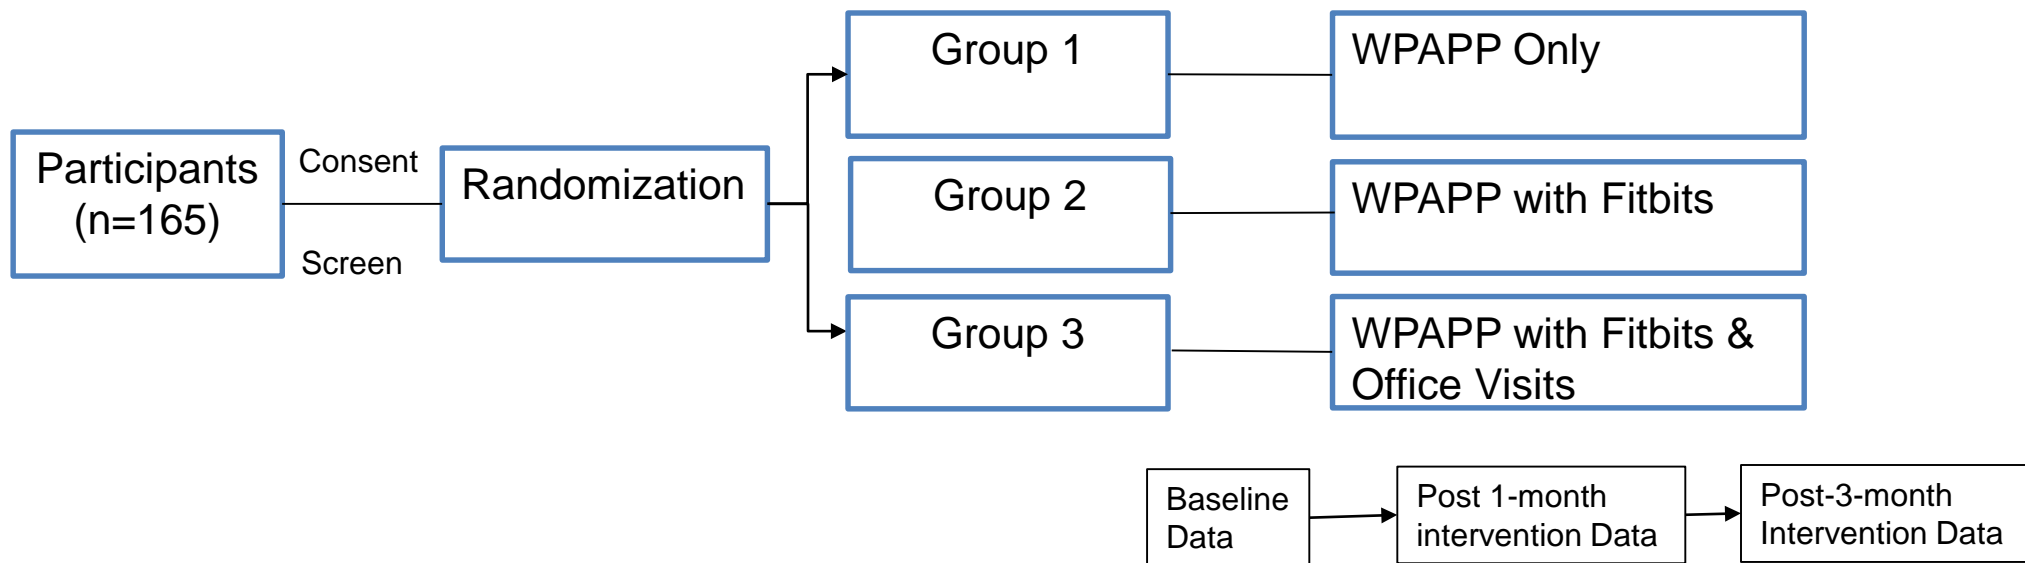 Participants
(n=165)
Consent
Screen
Randomization
Group 1
WPAPP Only
Group 2
WPAPP with Fitbits
Group 3
WPAPP with Fitbits &
Office Visits
Baseline
Data
Post 1-month
intervention Data
Post-3-month
Intervention Data